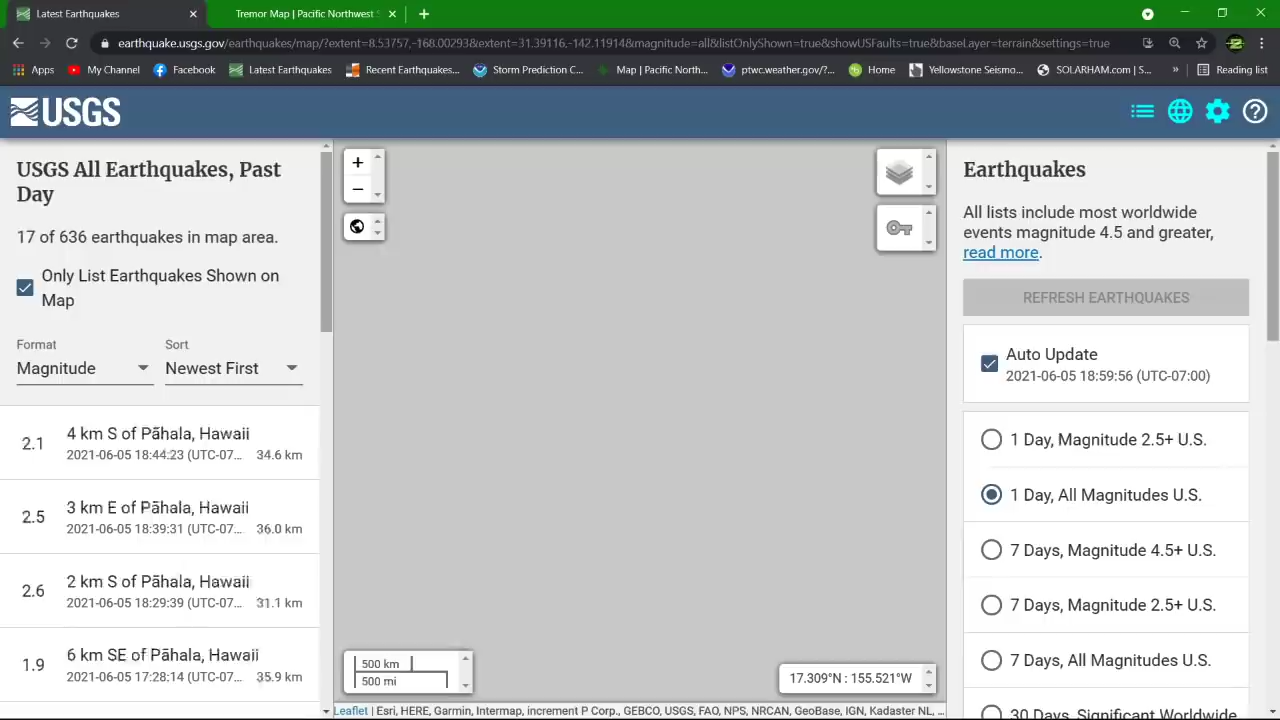 Latest Earthquakes
Tremor Map | Pacific Northwest S
earthquake.usgs.gov/earthquakes/map/?extent=8.53757,-168.00293&extent=31.39116,-142.11914&magnitude=all&listOnlyShown=true&showUSFaults=true&baseLayer=terrain&settings=true
Apps
My Channel
Facebook
Latest Earthquakes
Recent Earthquakes...
Storm Prediction C...
Map | Pacific North...
ptwc.weather.gov/?...
Home
Yellowstone Seismo...
SOLARHAM.com | S...
»
Reading list
USGS
USGS All Earthquakes, Past
Day
17 of 636 earthquakes in map area.
Only List Earthquakes Shown on
Map
Format
Sort
Magnitude
Newest First
2.1
4 km S of Pāhala, Hawaii
2021-06-05 18:44:23 (UTC-07...
34.6 km
2.5
3 km E of Pāhala, Hawaii
2021-06-05 18:39:31 (UTC-07...
36.0 km
2.6
2 km S of Pāhala, Hawaii
2021-06-05 18:29:39 (UTC-07...
31.1 km
1.9
6 km SE of Pāhala, Hawaii
2021-06-05 17:28:14 (UTC-07...
35.9 km
+
−
500 km
500 mi
17.309°N : 155.521°W
Leaflet | Esri, HERE, Garmin, Intermap, increment P Corp., GEBCO, USGS, FAO, NPS, NRCAN, GeoBase, IGN, Kadaster NL, ...
Earthquakes
All lists include most worldwide
events magnitude 4.5 and greater,
read more.
REFRESH EARTHQUAKES
Auto Update
2021-06-05 18:59:56 (UTC-07:00)
1 Day, Magnitude 2.5+ U.S.
1 Day, All Magnitudes U.S.
7 Days, Magnitude 4.5+ U.S.
7 Days, Magnitude 2.5+ U.S.
7 Days, All Magnitudes U.S.
30 Days, Significant Worldwide